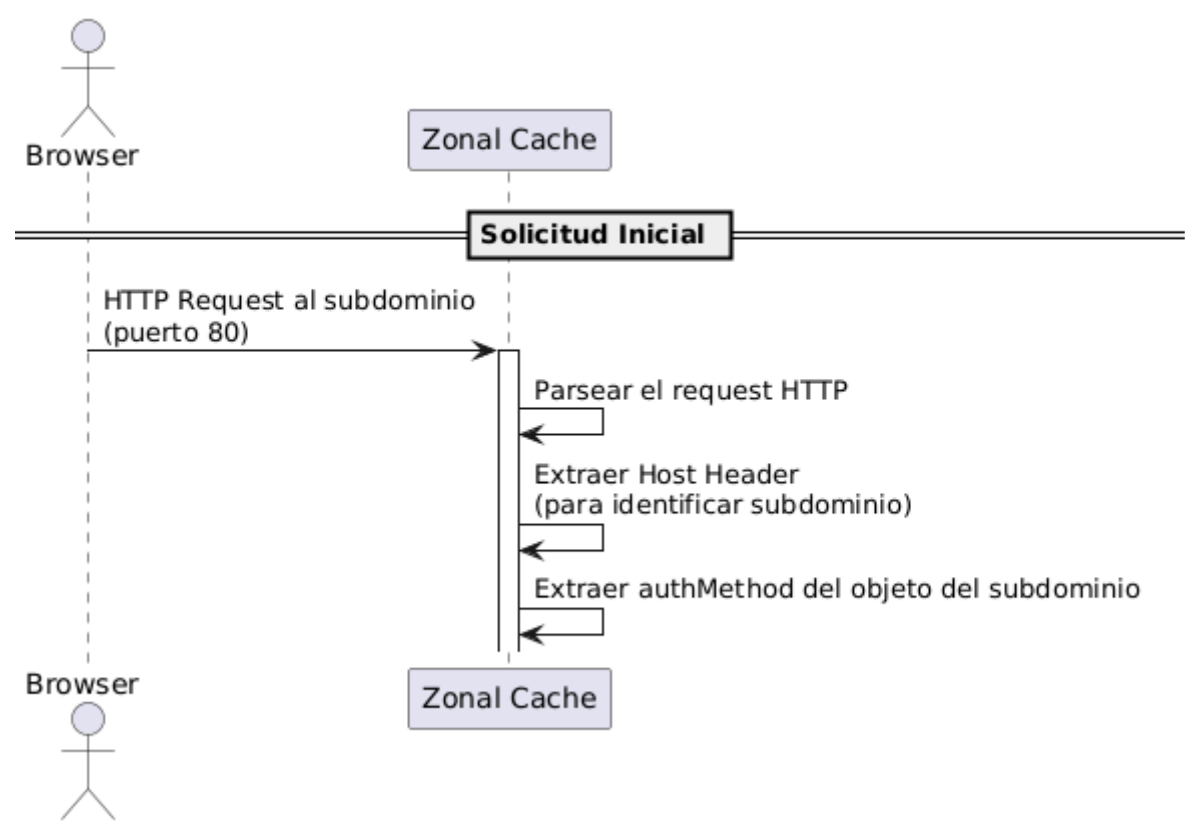 Browser
Zonal Cache
Solicitud Inicial
HTTP Request al subdominio
(puerto 80)
Parsear el request HTTP
Extraer Host Header
(para identificar subdominio)
Extraer authMethod del objeto del subdominio
Browser
Zonal Cache